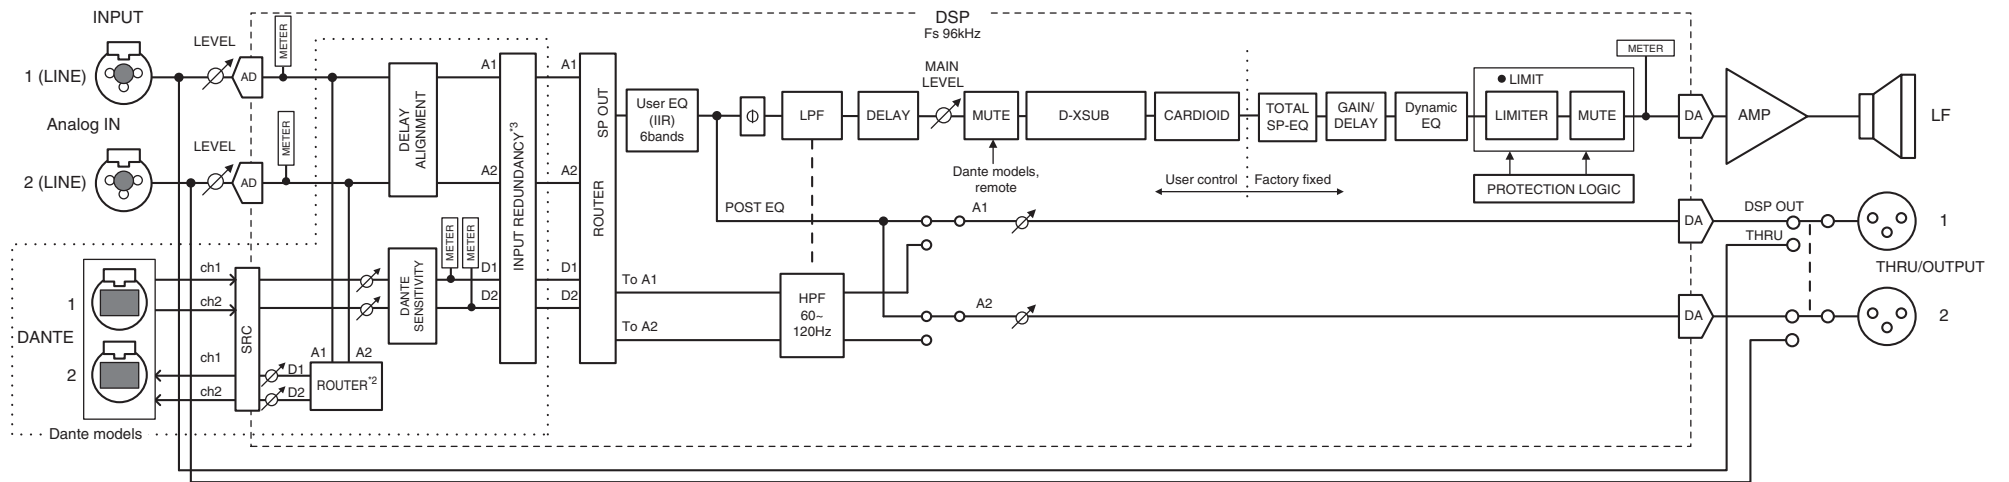 INPUT
DSP
Fs 96kHz
LEVEL
METER
1 (LINE)
AD
A1
A1
METER
MAIN
LEVEL
LIMIT
Analog IN
METER
DELAY
ALIGNMENT
INPUT REDUNDANCY*3
SP OUT
ROUTER
User EQ
(IIR)
6bands
Φ
LPF
DELAY
MUTE
D-XSUB
CARDIOID
TOTAL
SP-EQ
GAIN/
DELAY
Dynamic
EQ
LIMITER
MUTE
DA
AMP
LF
LEVEL
2 (LINE)
AD
A2
A2
Dante models,
remote
User control
Factory fixed
PROTECTION LOGIC
POST EQ
A1
DA
DSP OUT
1
THRU
METER
METER
ch1
D1
D1
To A1
THRU/OUTPUT
1
ch2
DANTE
SENSITIVITY
D2
D2
HPF
60~
120Hz
A2
DA
2
DANTE
SRC
To A2
A1
A2
ch1
D1
2
ROUTER*2
ch2
D2
Dante models